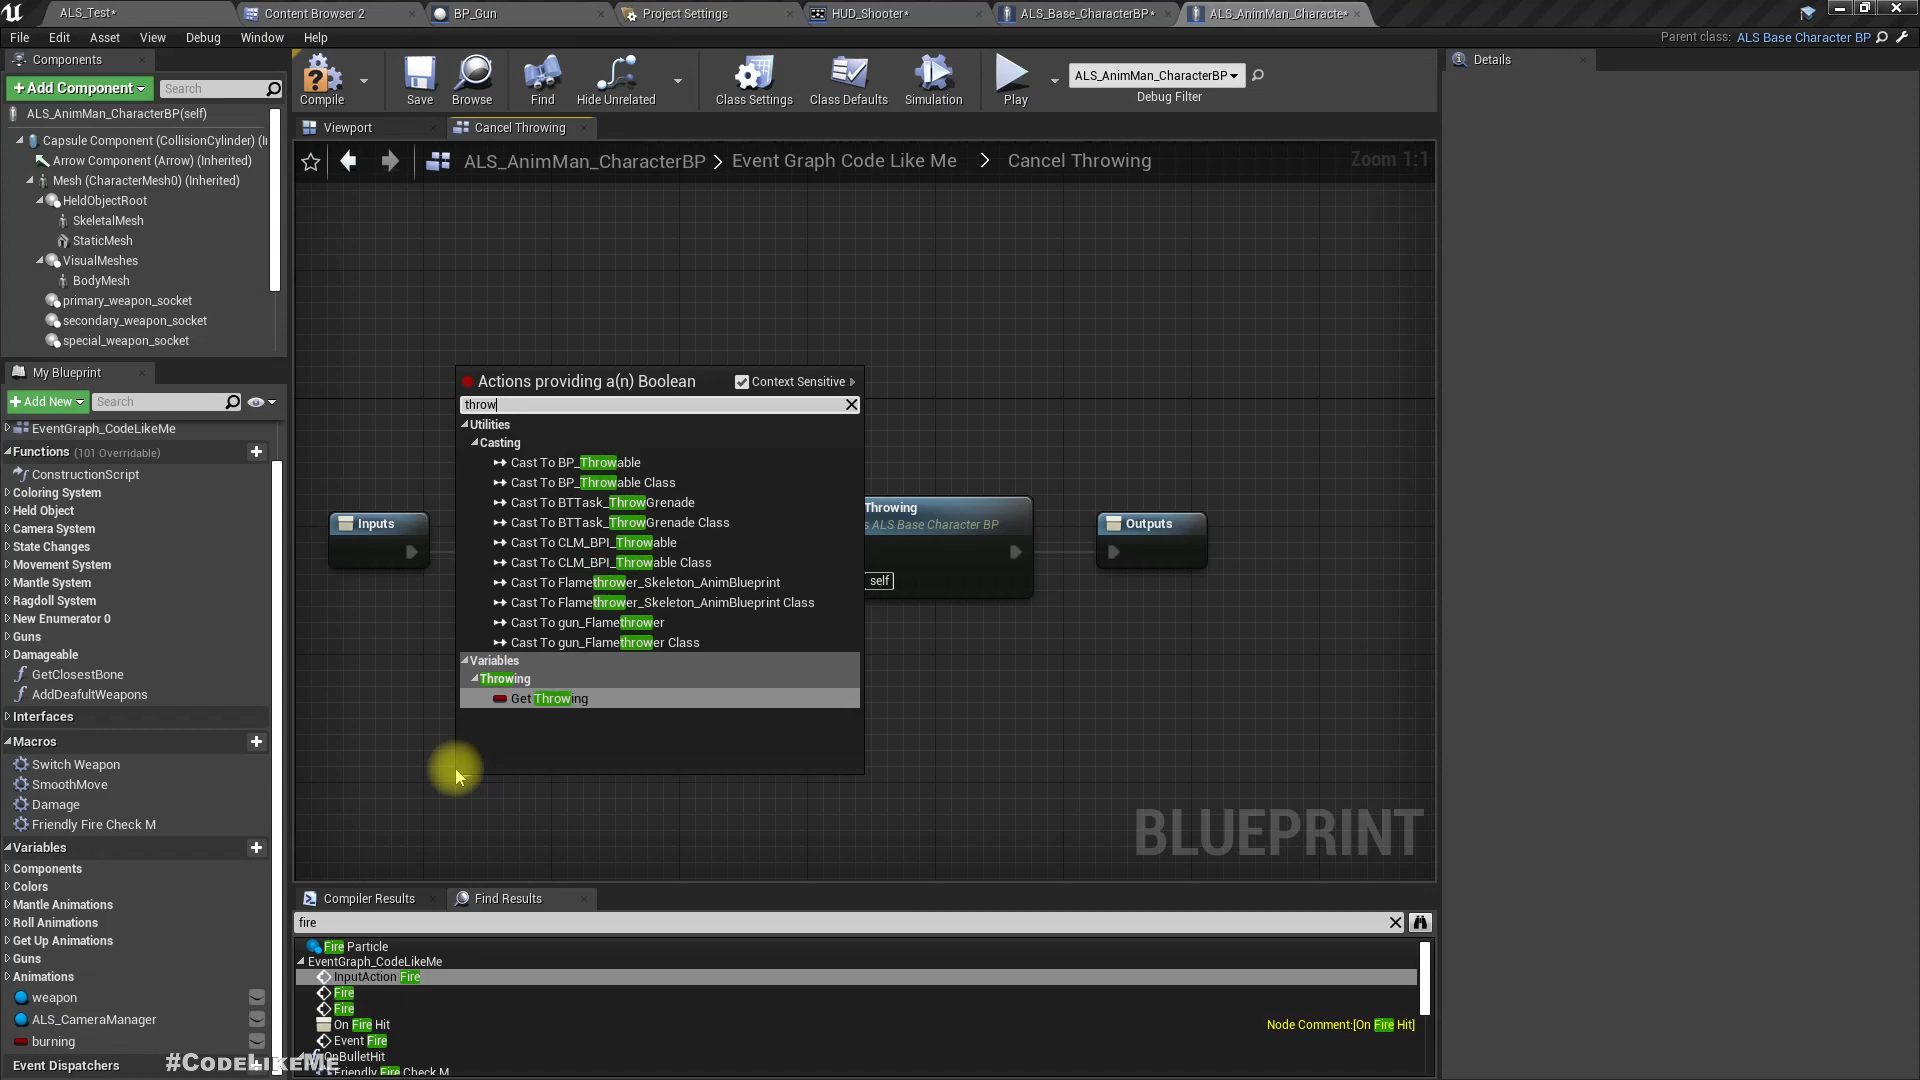 ALS_Test*
Content Browser 2
BP_Gun
Project Settings
HUD_Shooter*
ALS_Base_CharacterBP*
ALS_AnimMan_Characte*
File Edit Asset View Debug Window Help
Parent class: ALS Base Character BP
Components
+Add Component
Search
ALS_AnimMan_CharacterBP(self)
Capsule Component (CollisionCylinder) (I
Arrow Component (Arrow) (Inherited)
Mesh (CharacterMesh0) (Inherited)
HeldObjectRoot
SkeletalMesh
StaticMesh
VisualMeshes
BodyMesh
primary_weapon_socket
secondary_weapon_socket
special_weapon_socket
My Blueprint
+Add New
Search
EventGraph_CodeLikeMe
Functions (101 Overridable)
ConstructionScript
Coloring System
Held Object
Camera System
State Changes
Movement System
Mantle System
Ragdoll System
New Enumerator 0
Guns
Damageable
GetClosestBone
AddDeafultWeapons
Interfaces
Macros
Switch Weapon
SmoothMove
Damage
Friendly Fire Check M
Variables
Components
Colors
Mantle Animations
Roll Animations
Get Up Animations
Guns
Animations
weapon
ALS_CameraManager
burning
Event Dispatchers
#CodeLikeMe
Compile
Save
Browse
Find
Hide Unrelated
Class Settings
Class Defaults
Simulation
Play
ALS_AnimMan_CharacterBP
Debug Filter
Viewport
Cancel Throwing
ALS_AnimMan_CharacterBP > Event Graph Code Like Me > Cancel Throwing
Zoom 1:1
Inputs
Throwing
s ALS Base Character BP
self
Outputs
Actions providing a(n) Boolean
Context Sensitive
throw
Utilities
Casting
Cast To BP_Throwable
Cast To BP_Throwable Class
Cast To BTTask_ThrowGrenade
Cast To BTTask_ThrowGrenade Class
Cast To CLM_BPI_Throwable
Cast To CLM_BPI_Throwable Class
Cast To Flamethrower_Skeleton_AnimBlueprint
Cast To Flamethrower_Skeleton_AnimBlueprint Class
Cast To gun_Flamethrower
Cast To gun_Flamethrower Class
Variables
Throwing
Get Throwing
BLUEPRINT
Compiler Results
Find Results
fire
Fire Particle
EventGraph_CodeLikeMe
InputAction Fire
Fire
Fire
On Fire Hit
Node Comment:[On Fire Hit]
Event Fire
OnBulletHit
Friendly Fire Check M
Details